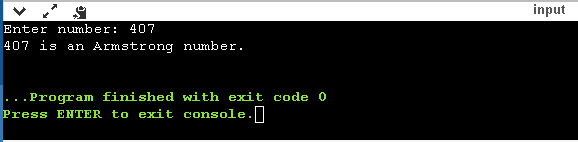 input
Enter number: 407
407 is an Armstrong number.
...Program finished with exit code 0
Press ENTER to exit console.